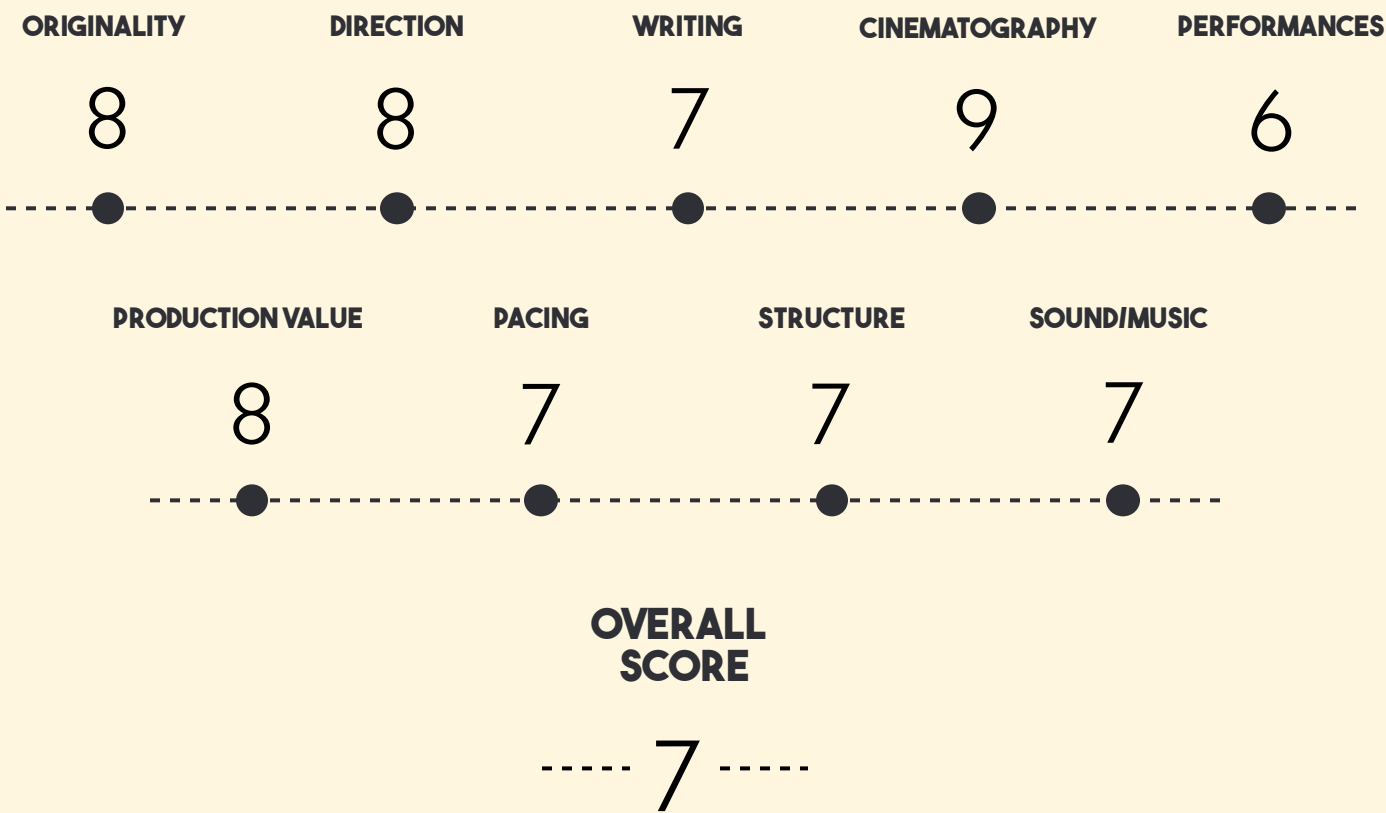 ORIGINALITY DIRECTION WRITING CINEMATOGRAPHY PERFORMANCES
8 8 7 9 6
PRODUCTION VALUE PACING STRUCTURE SOUND/MUSIC
8 7 7 7
OVERALL
SCORE
7